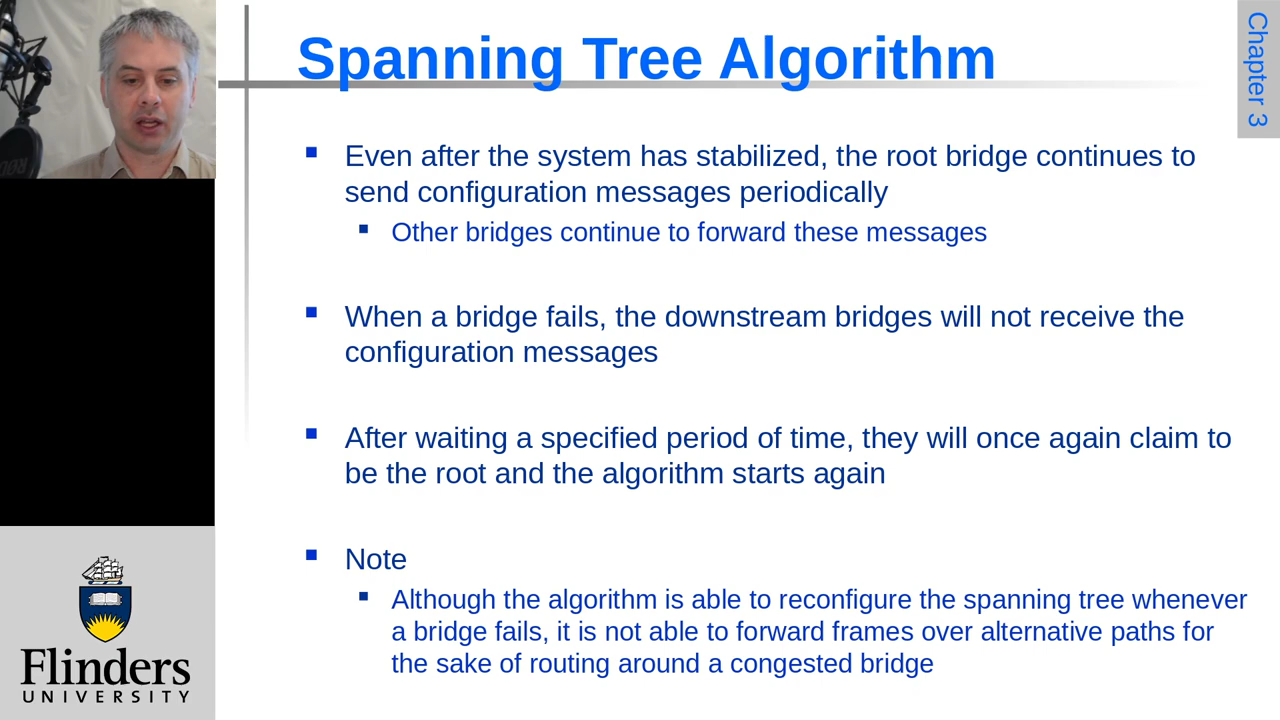 Spanning Tree Algorithm
Chapter 3
Even after the system has stabilized, the root bridge continues to
send configuration messages periodically
Other bridges continue to forward these messages
When a bridge fails, the downstream bridges will not receive the
configuration messages
After waiting a specified period of time, they will once again claim to
be the root and the algorithm starts again
Note
Although the algorithm is able to reconfigure the spanning tree whenever
a bridge fails, it is not able to forward frames over alternative paths for
the sake of routing around a congested bridge
Flinders
UNIVERSITY